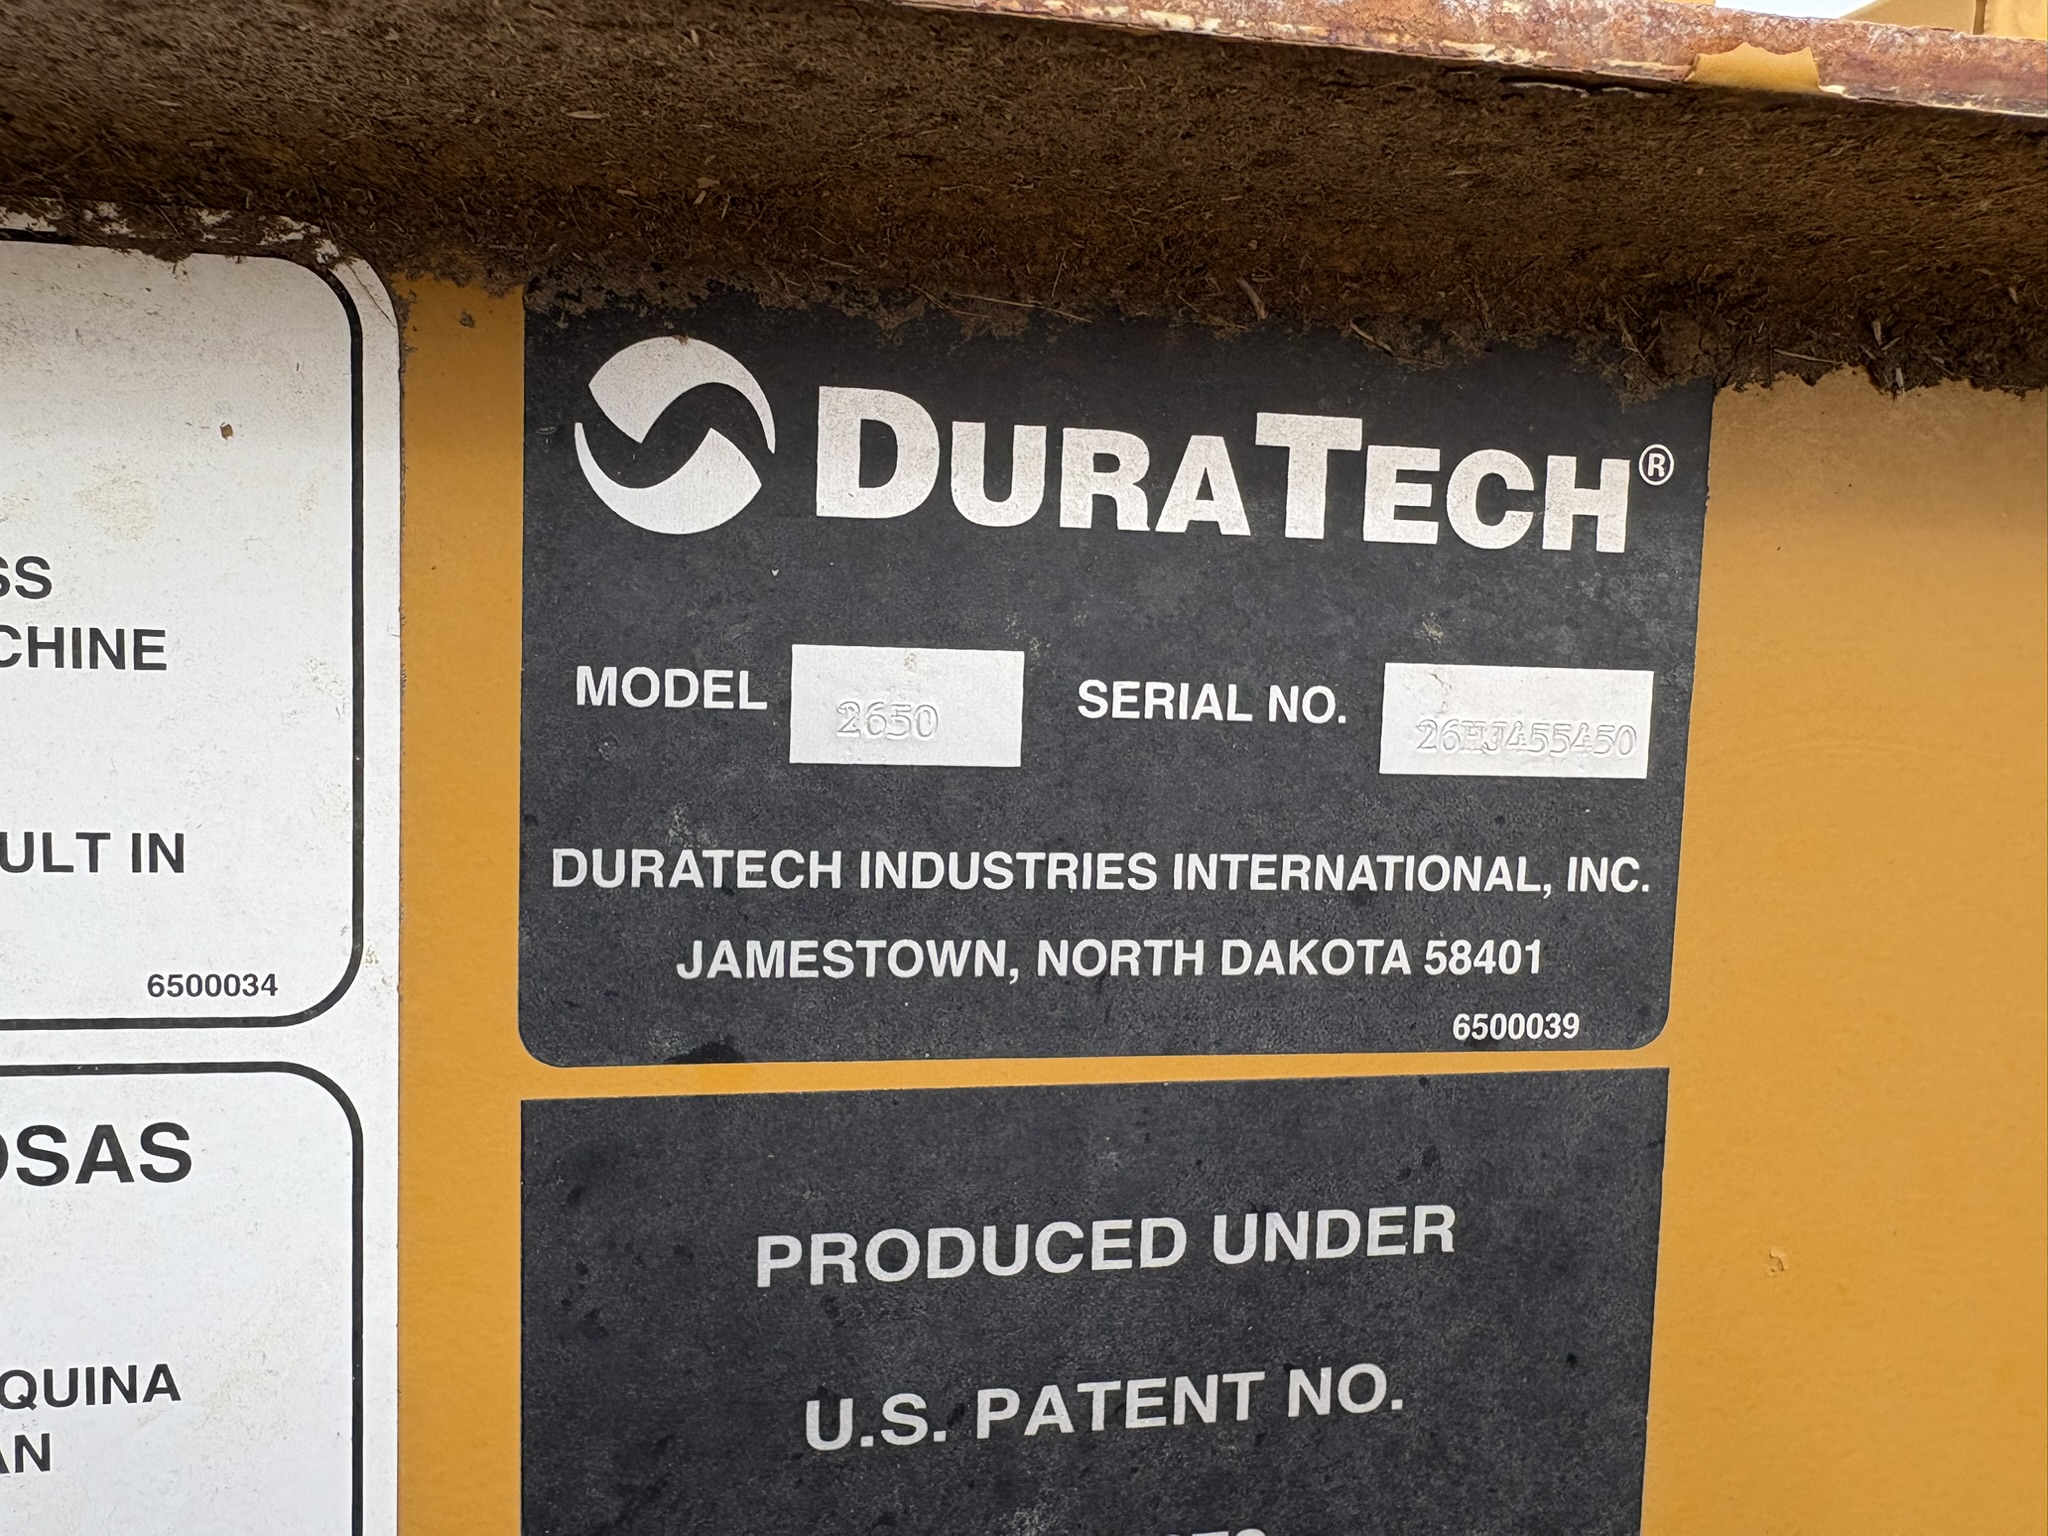 SS
CHINE
ULT IN
6500034
OSAS
QUINA
AN
DURATECH®
MODEL 2650 SERIAL NO. 26HJ455450
DURATECH INDUSTRIES INTERNATIONAL, INC.
JAMESTOWN, NORTH DAKOTA 58401
6500039
PRODUCED UNDER
U.S. PATENT NO.